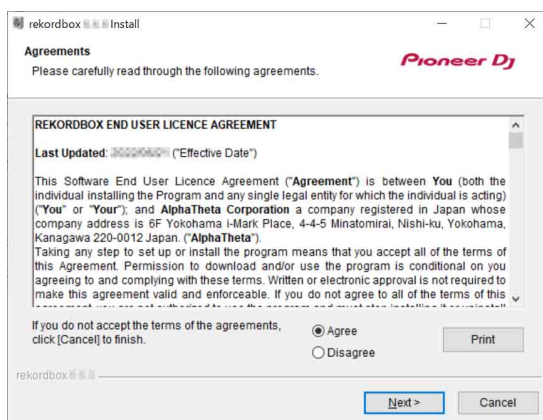 rekordbox Install
Agreements
Please carefully read through the following agreements.
Pioneer Dj
REKORDBOX END USER LICENCE AGREEMENT
Last Updated: ("Effective Date")
This Software End User Licence Agreement ("Agreement") is between You (both the
individual installing the Program and any single legal entity for which the individual is acting)
("You" or "Your"); and AlphaTheta Corporation a company registered in Japan whose
company address is 6F Yokohama i-Mark Place, 4-4-5 Minatomirai, Nishi-ku, Yokohama,
Kanagawa 220-0012 Japan. ("AlphaTheta").
Taking any step to set up or install the program means that you accept all of the terms of
this Agreement. Permission to download and/or use the program is conditional on you
agreeing to and complying with these terms. Written or electronic approval is not required to
make this agreement valid and enforceable. If you do not agree to all of the terms of this
If you do not accept the terms of the agreements,
click [Cancel] to finish.
Agree
Disagree
Print
rekordbox
Next >
Cancel